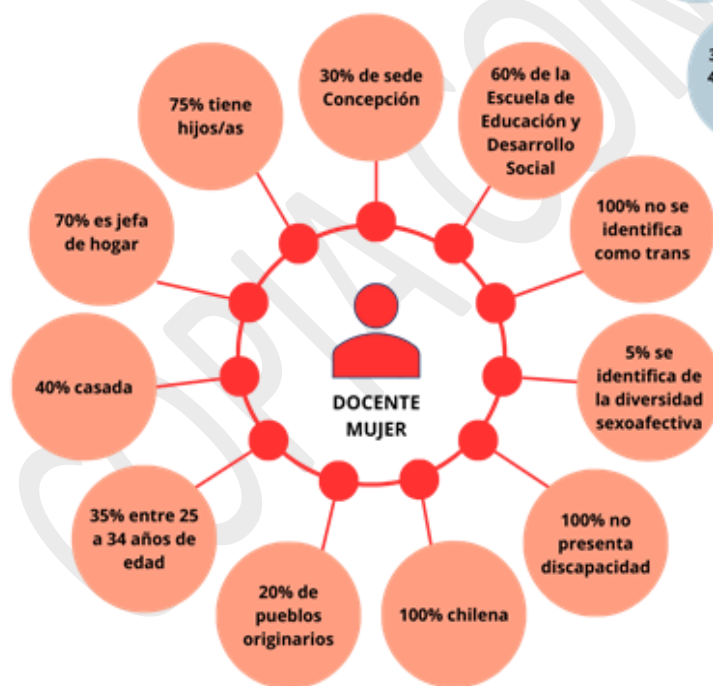 30% de sede
Concepción
60% de la
Escuela de
Educación y
Desarrollo
Social
100% no se
identifica
como trans
5% se
identifica de
la diversidad
sexoafectiva
100% no
presenta
discapacidad
100% chilena
20% de
pueblos
originarios
35% entre 25
a 34 años de
edad
40% casada
70% es jefa
de hogar
75% tiene
hijos/as
DOCENTE
MUJER